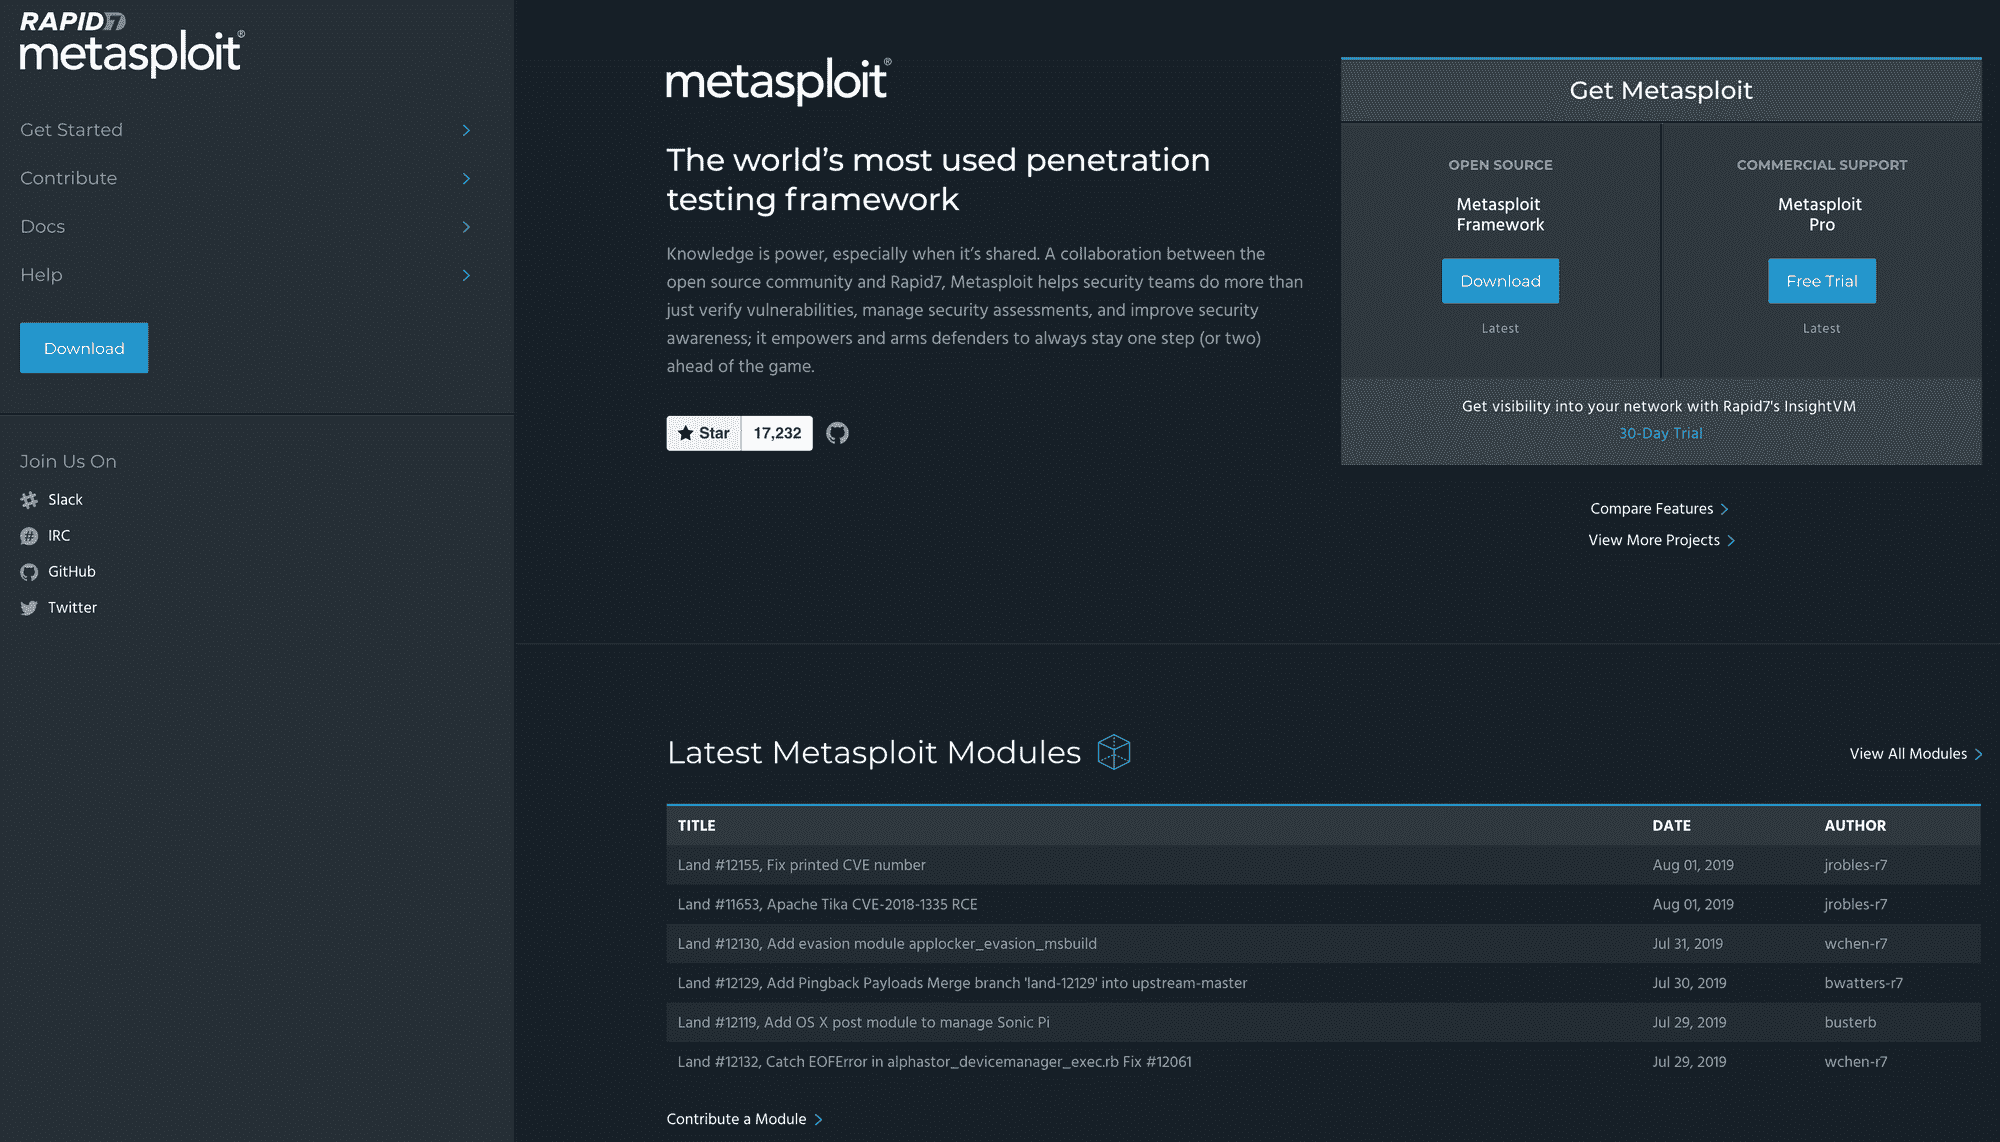 RAPID7
metasploit®
Get Started
Contribute
Docs
Help
Download
Join Us On
Slack
IRC
GitHub
Twitter
metasploit®
The world’s most used penetration
testing framework
Knowledge is power, especially when it’s shared. A collaboration between the
open source community and Rapid7, Metasploit helps security teams do more than
just verify vulnerabilities, manage security assessments, and improve security
awareness; it empowers and arms defenders to always stay one step (or two)
ahead of the game.
Star 17,232
Get Metasploit
OPEN SOURCE
Metasploit
Framework
Download
Latest
COMMERCIAL SUPPORT
Metasploit
Pro
Free Trial
Latest
Get visibility into your network with Rapid7's InsightVM
30-Day Trial
Compare Features
View More Projects
Latest Metasploit Modules
View All Modules
TITLE DATE AUTHOR
Land #12155, Fix printed CVE number Aug 01, 2019 jrobles-r7
Land #11653, Apache Tika CVE-2018-1335 RCE Aug 01, 2019 jrobles-r7
Land #12130, Add evasion module applocker_evasion_msbuild Jul 31, 2019 wchen-r7
Land #12129, Add Pingback Payloads Merge branch 'land-12129' into upstream-master Jul 30, 2019 bwatters-r7
Land #12119, Add OS X post module to manage Sonic Pi Jul 29, 2019 busterb
Land #12132, Catch EOFError in alphastor_devicemanager_exec.rb Fix #12061 Jul 29, 2019 wchen-r7
Contribute a Module